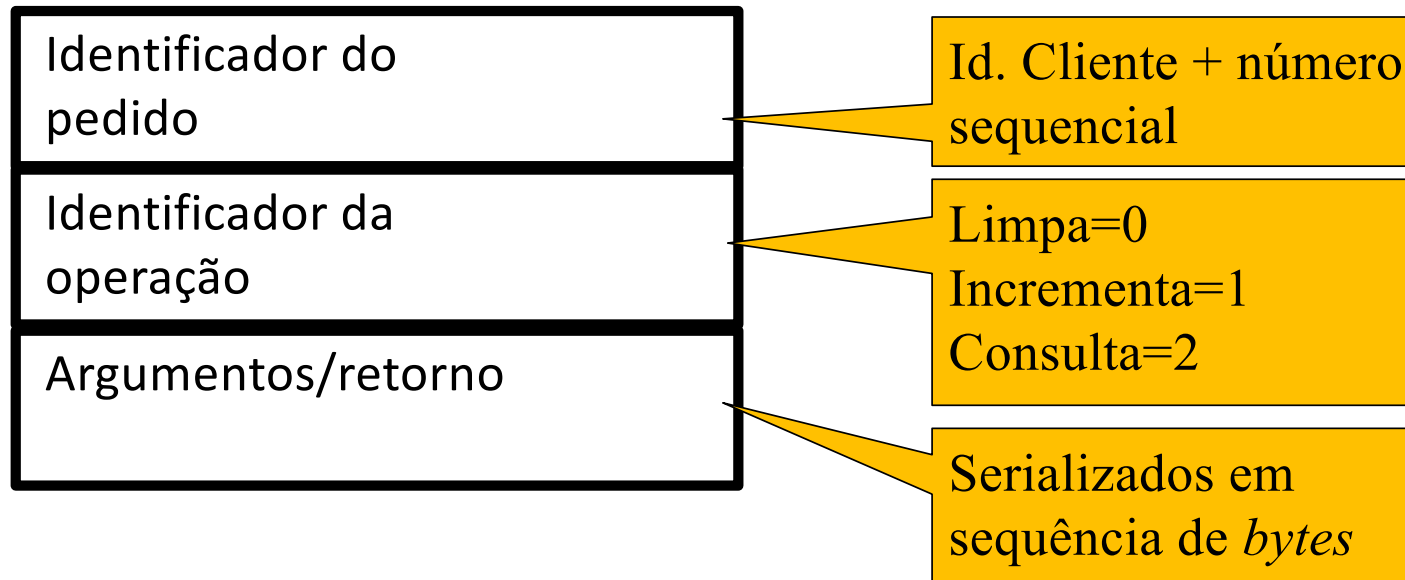 Identificador do
pedido
Id. Cliente + número
sequencial
Identificador da
operação
Limpa=0
Incrementa=1
Consulta=2
Argumentos/retorno
Serializados em
sequência de bytes